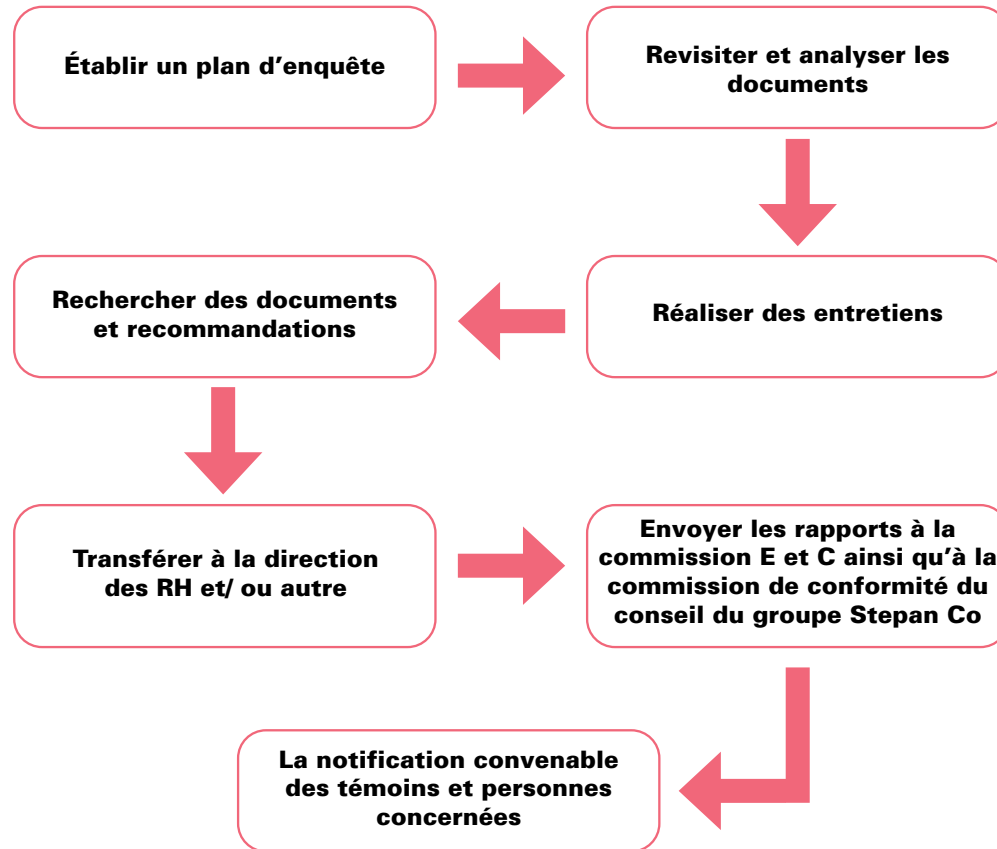 Établir un plan d’enquête
Revisiter et analyser les
documents
Réaliser des entretiens
Rechercher des documents
et recommandations
Transférer à la direction
des RH et/ ou autre
Envoyer les rapports à la
commission E et C ainsi qu’à la
commission de conformité du
conseil du groupe Stepan Co
La notification convenable
des témoins et personnes
concernées